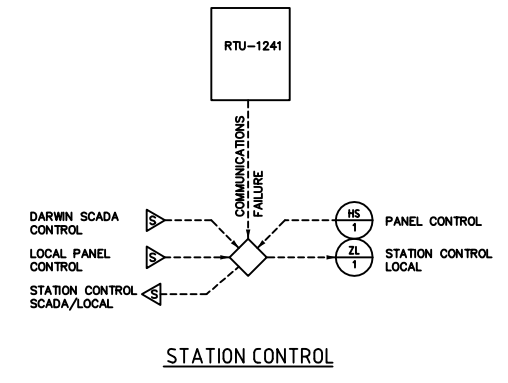 RTU-1241
COMMUNICATIONS
FAILURE
DARWIN SCADA
CONTROL
S
HS
1
PANEL CONTROL
LOCAL PANEL
CONTROL
S
ZL
1
STATION CONTROL
LOCAL
STATION CONTROL
SCADA/LOCAL
S
STATION CONTROL